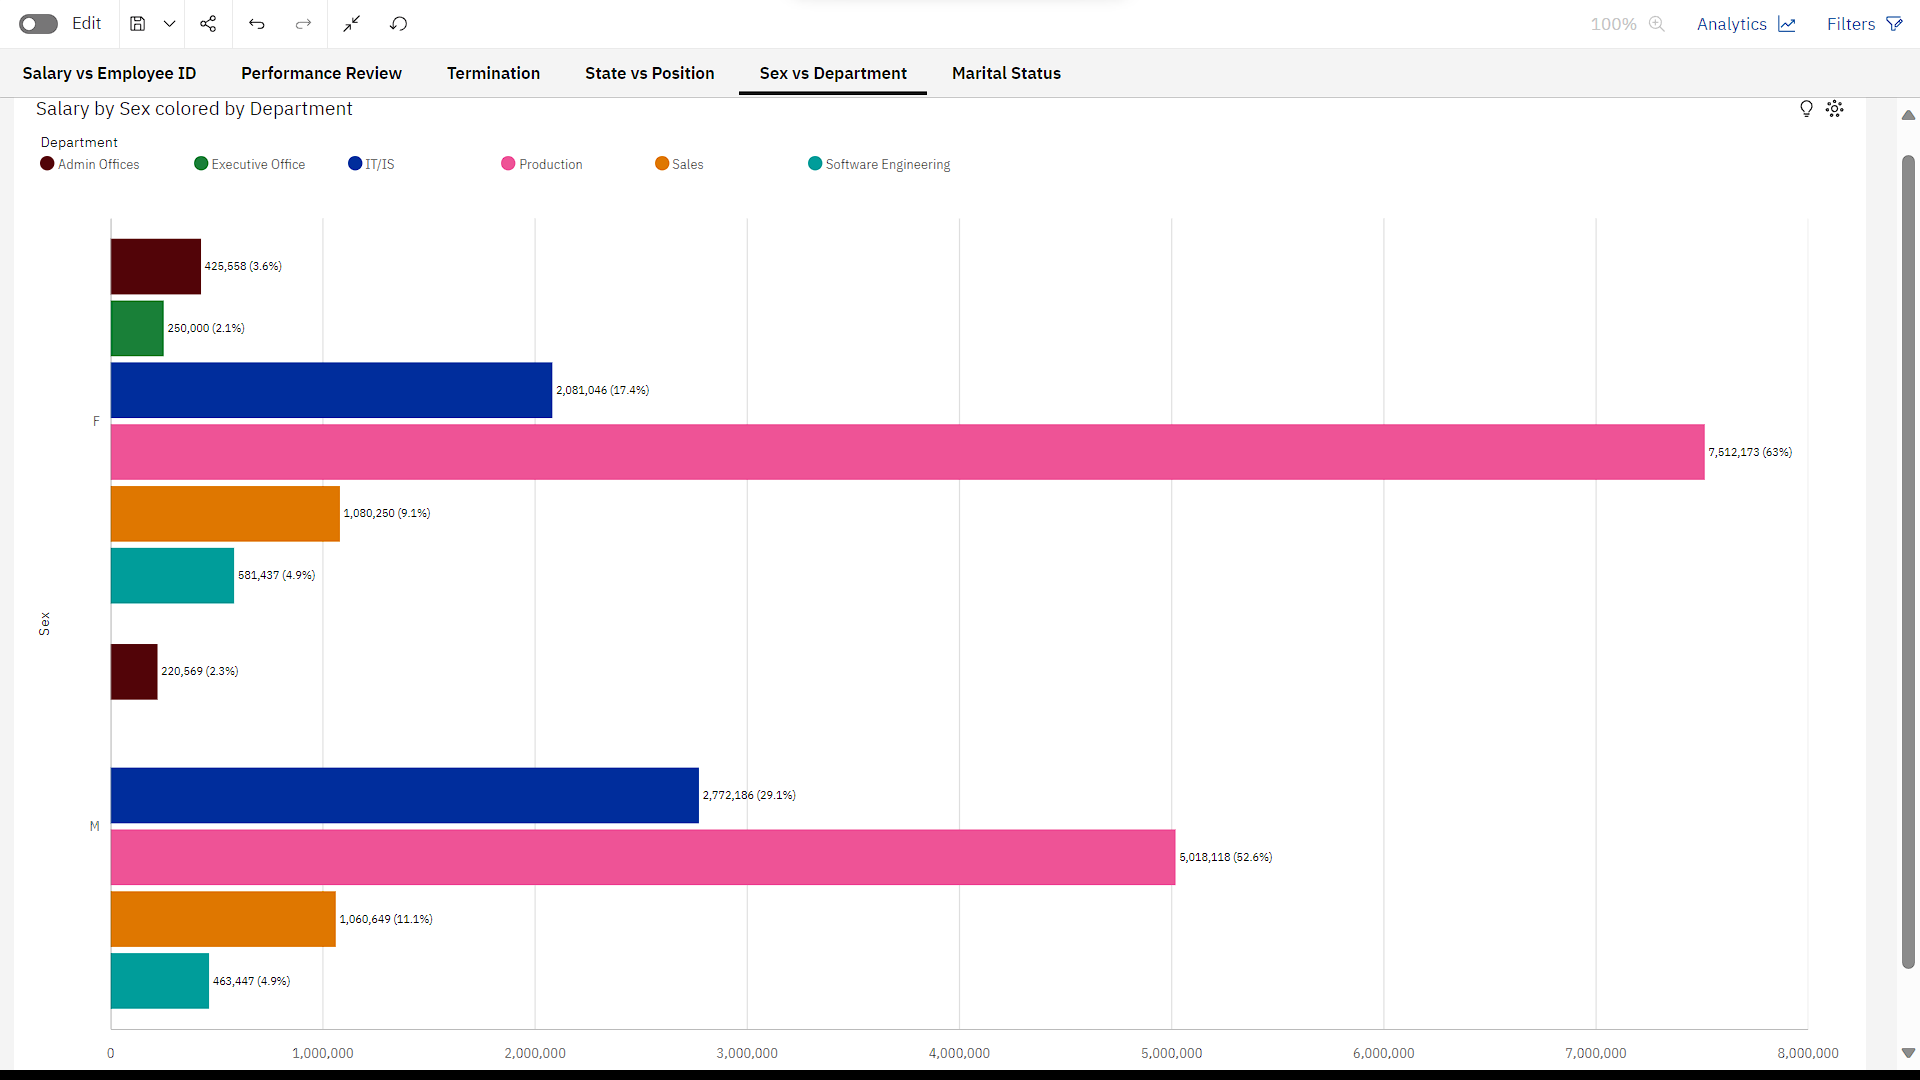 Edit
100%
Analytics
Filters
Salary vs Employee ID
Performance Review
Termination
State vs Position
Sex vs Department
Marital Status
Salary by Sex colored by Department
Department
Admin Offices
Executive Office
IT/IS
Production
Sales
Software Engineering
425,558 (3.6%)
250,000 (2.1%)
2,081,046 (17.4%)
F
7,512,173 (63%)
1,080,250 (9.1%)
581,437 (4.9%)
Sex
220,569 (2.3%)
2,772,186 (29.1%)
M
5,018,118 (52.6%)
1,060,649 (11.1%)
463,447 (4.9%)
0
1,000,000
2,000,000
3,000,000
4,000,000
5,000,000
6,000,000
7,000,000
8,000,000